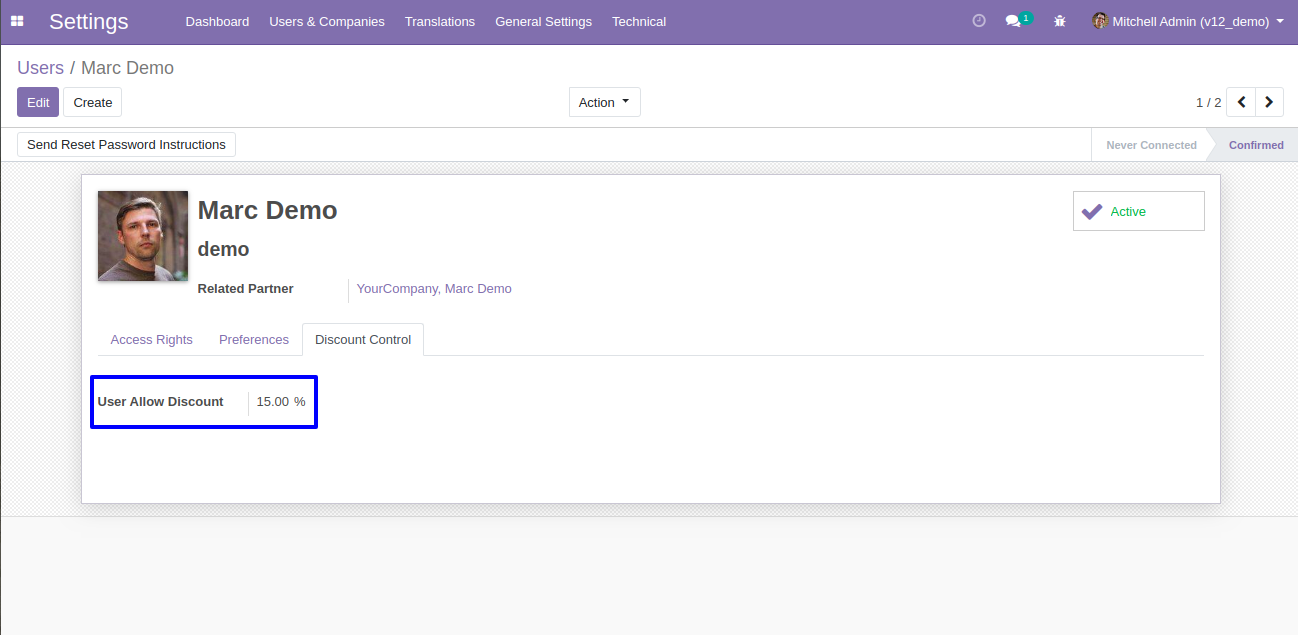 Settings Dashboard Users & Companies Translations General Settings Technical 1 Mitchell Admin (v12_demo)
Users / Marc Demo
Edit Create Action 1 / 2
Send Reset Password Instructions Never Connected Confirmed
Marc Demo
Active
demo
Related Partner YourCompany, Marc Demo
Access Rights Preferences Discount Control
User Allow Discount 15.00 %